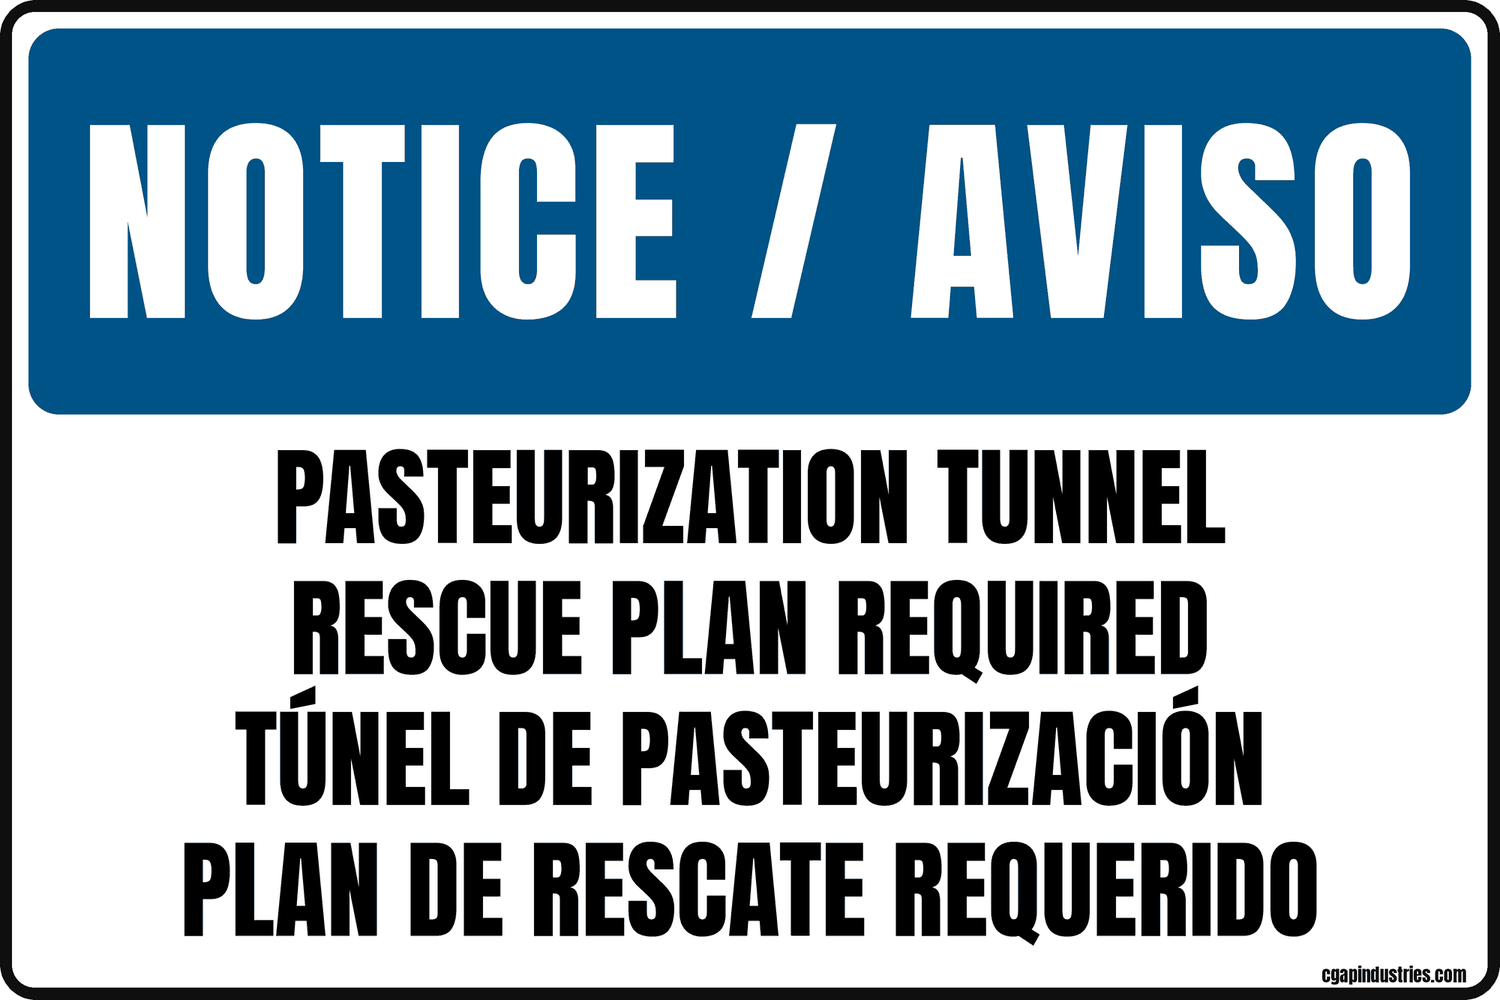 NOTICE / AVISO
PASTEURIZATION TUNNEL
RESCUE PLAN REQUIRED
TÚNEL DE PASTEURIZACIÓN
PLAN DE RESCATE REQUERIDO
cgapindustries.com